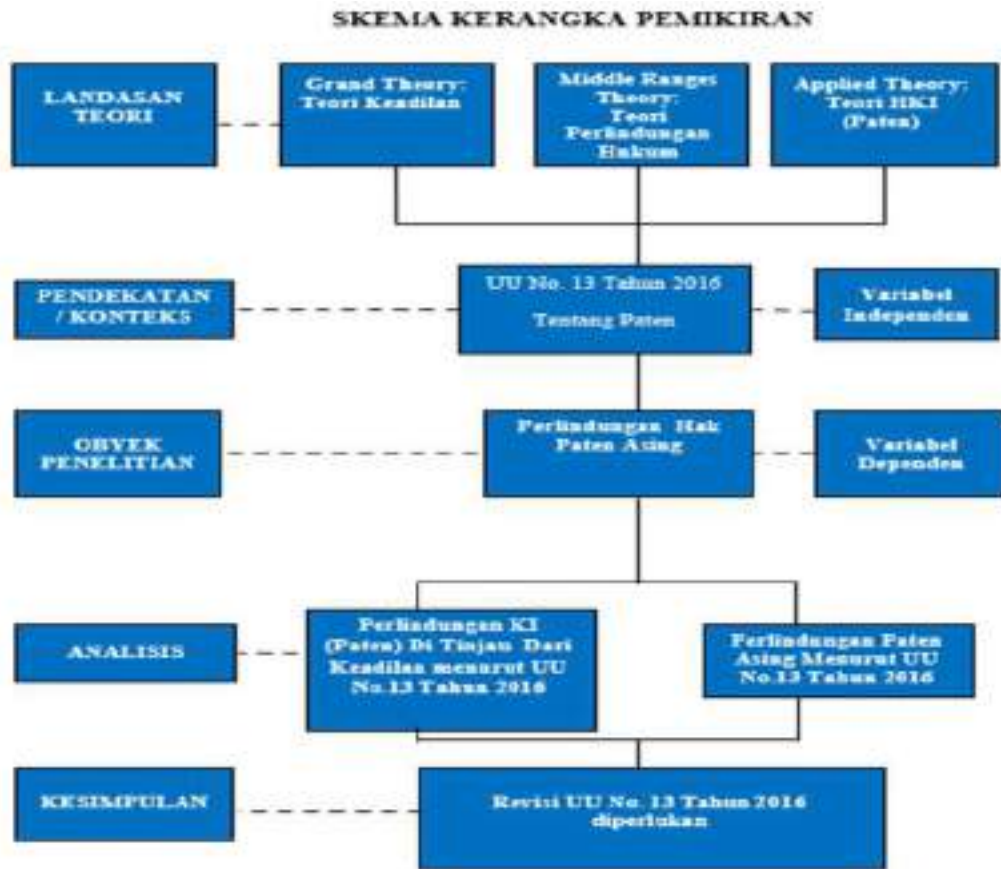 SKEMA KERANGKA PEMIKIRAN
LANDASAN
TEORI
Grand Theory:
Teori Keadilan
Middle Ranges
Theory:
Teori
Perlindungan
Hukum
Applied Theory:
Teori HKI
(Paten)
PENDEKATAN
/ KONTEKS
UU No. 13 Tahun 2016
Tentang Paten
Variabel
Independen
OBYEK
PENELITIAN
Perlindungan Hak
Paten Asing
Variabel
Dependen
ANALISIS
Perlindungan KI
(Paten) Di Tinjau Dari
Keadilan menurut UU
No.13 Tahun 2016
Perlindungan Paten
Asing Menurut UU
No.13 Tahun 2016
KESIMPULAN
Revisi UU No. 13 Tahun 2016
diperlukan